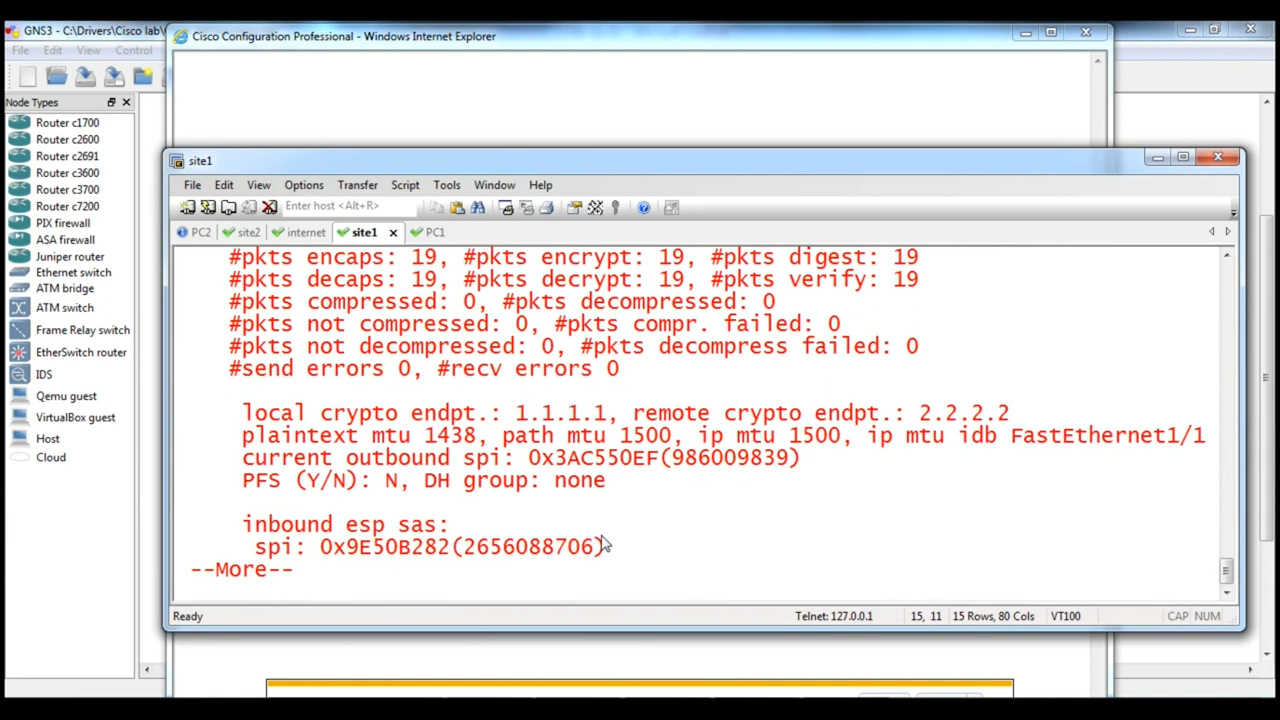 GNS3 - C:\Drivers\Cisco lab\
Cisco Configuration Professional - Windows Internet Explorer
File Edit View Control
Node Types
Router c1700
Router c2600
Router c2691
Router c3600
Router c3700
Router c7200
PIX firewall
ASA firewall
Juniper router
Ethernet switch
ATM bridge
ATM switch
Frame Relay switch
EtherSwitch router
IDS
Qemu guest
VirtualBox guest
Host
Cloud
site1
File Edit View Options Transfer Script Tools Window Help
Enter host <Alt+R>
PC2 site2 internet site1 PC1
#pkts encaps: 19, #pkts encrypt: 19, #pkts digest: 19
#pkts decaps: 19, #pkts decrypt: 19, #pkts verify: 19
#pkts compressed: 0, #pkts decompressed: 0
#pkts not compressed: 0, #pkts compr. failed: 0
#pkts not decompressed: 0, #pkts decompress failed: 0
#send errors 0, #recv errors 0
local crypto endpt.: 1.1.1.1, remote crypto endpt.: 2.2.2.2
plaintext mtu 1438, path mtu 1500, ip mtu 1500, ip mtu idb FastEthernet1/1
current outbound spi: 0x3AC550EF(986009839)
PFS (Y/N): N, DH group: none
inbound esp sas:
spi: 0x9E50B282(2656088706)
--More--
Ready Telnet: 127.0.0.1 15, 11 15 Rows, 80 Cols VT100 CAP NUM